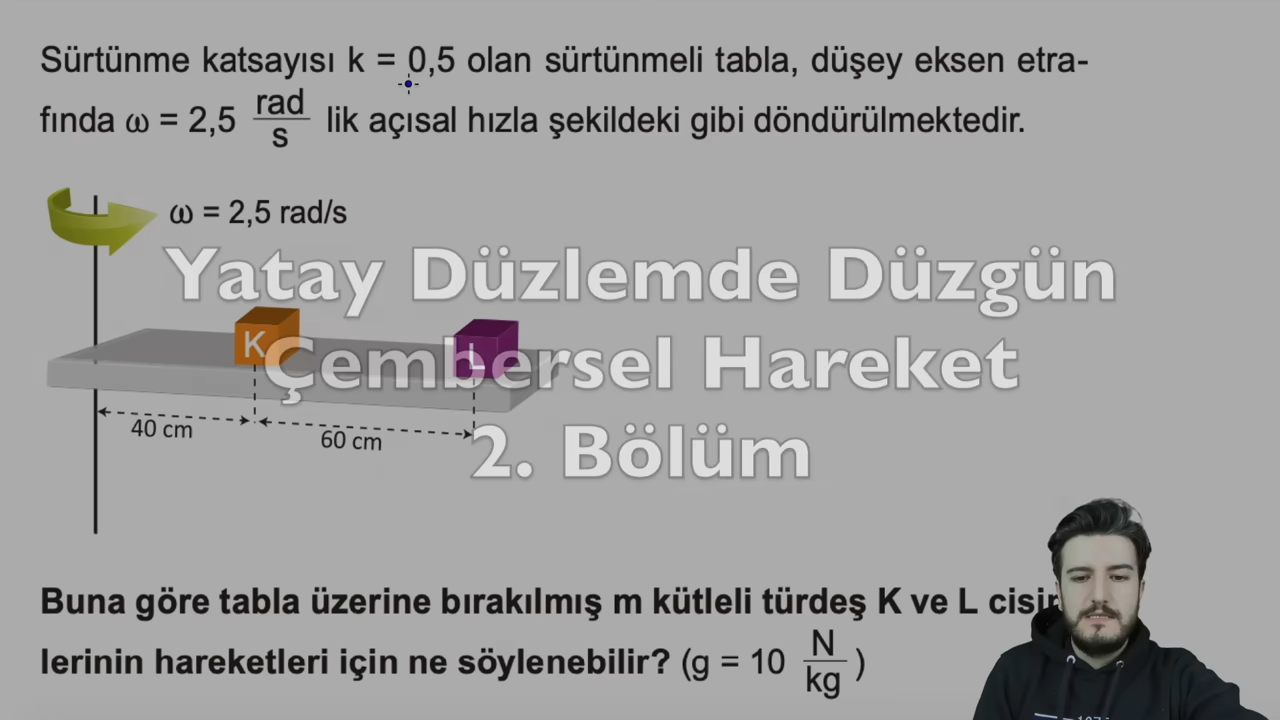 Sürtünme katsayısı k = 0,5 olan sürtünmeli tabla, düşey eksen etra-
fında ω = 2,5 rad/s lik açısal hızla şekildeki gibi döndürülmektedir.
ω = 2,5 rad/s
Yatay Düzlemde Düzgün
Çembersel Hareket
2. Bölüm
K
L
40 cm
60 cm
Buna göre tabla üzerine bırakılmış m kütleli türdeş K ve L
lerinin hareketleri için ne söylenebilir? (g = 10 N/kg)